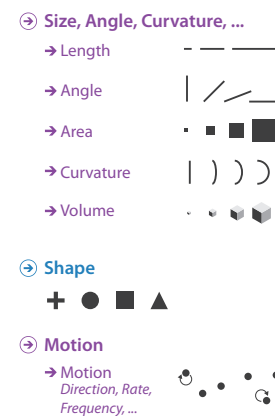 Size, Angle, Curvature, ...
Length
Angle
Area
Curvature
Volume
Shape
Motion
Motion
Direction, Rate,
Frequency, ...